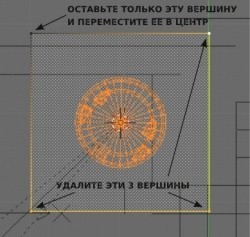 ОСТАВЬТЕ ТОЛЬКО ЭТУ ВЕРШИНУ
И ПЕРЕМЕСТИТЕ ЕЕ В ЦЕНТР
УДАЛИТЕ ЭТИ 3 ВЕРШИНЫ